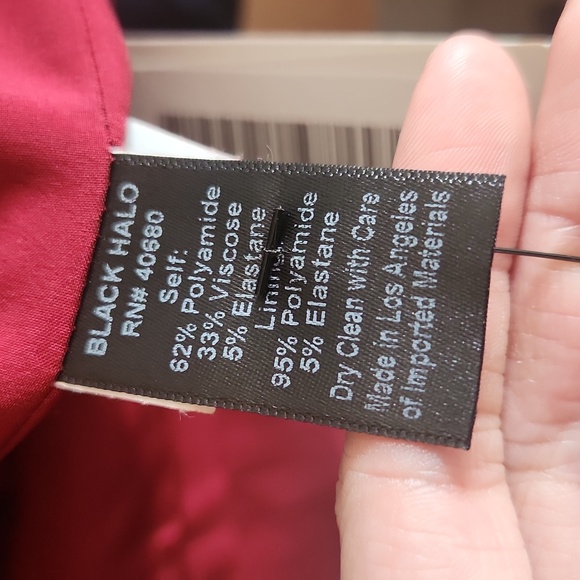 BLACK HALO
RN# 40680
Self:
62% Polyamide
33% Viscose
5% Elastane
Lining:
95% Polyamide
5% Elastane
Dry Clean with Care
Made in Los Angeles
of Imported Materials